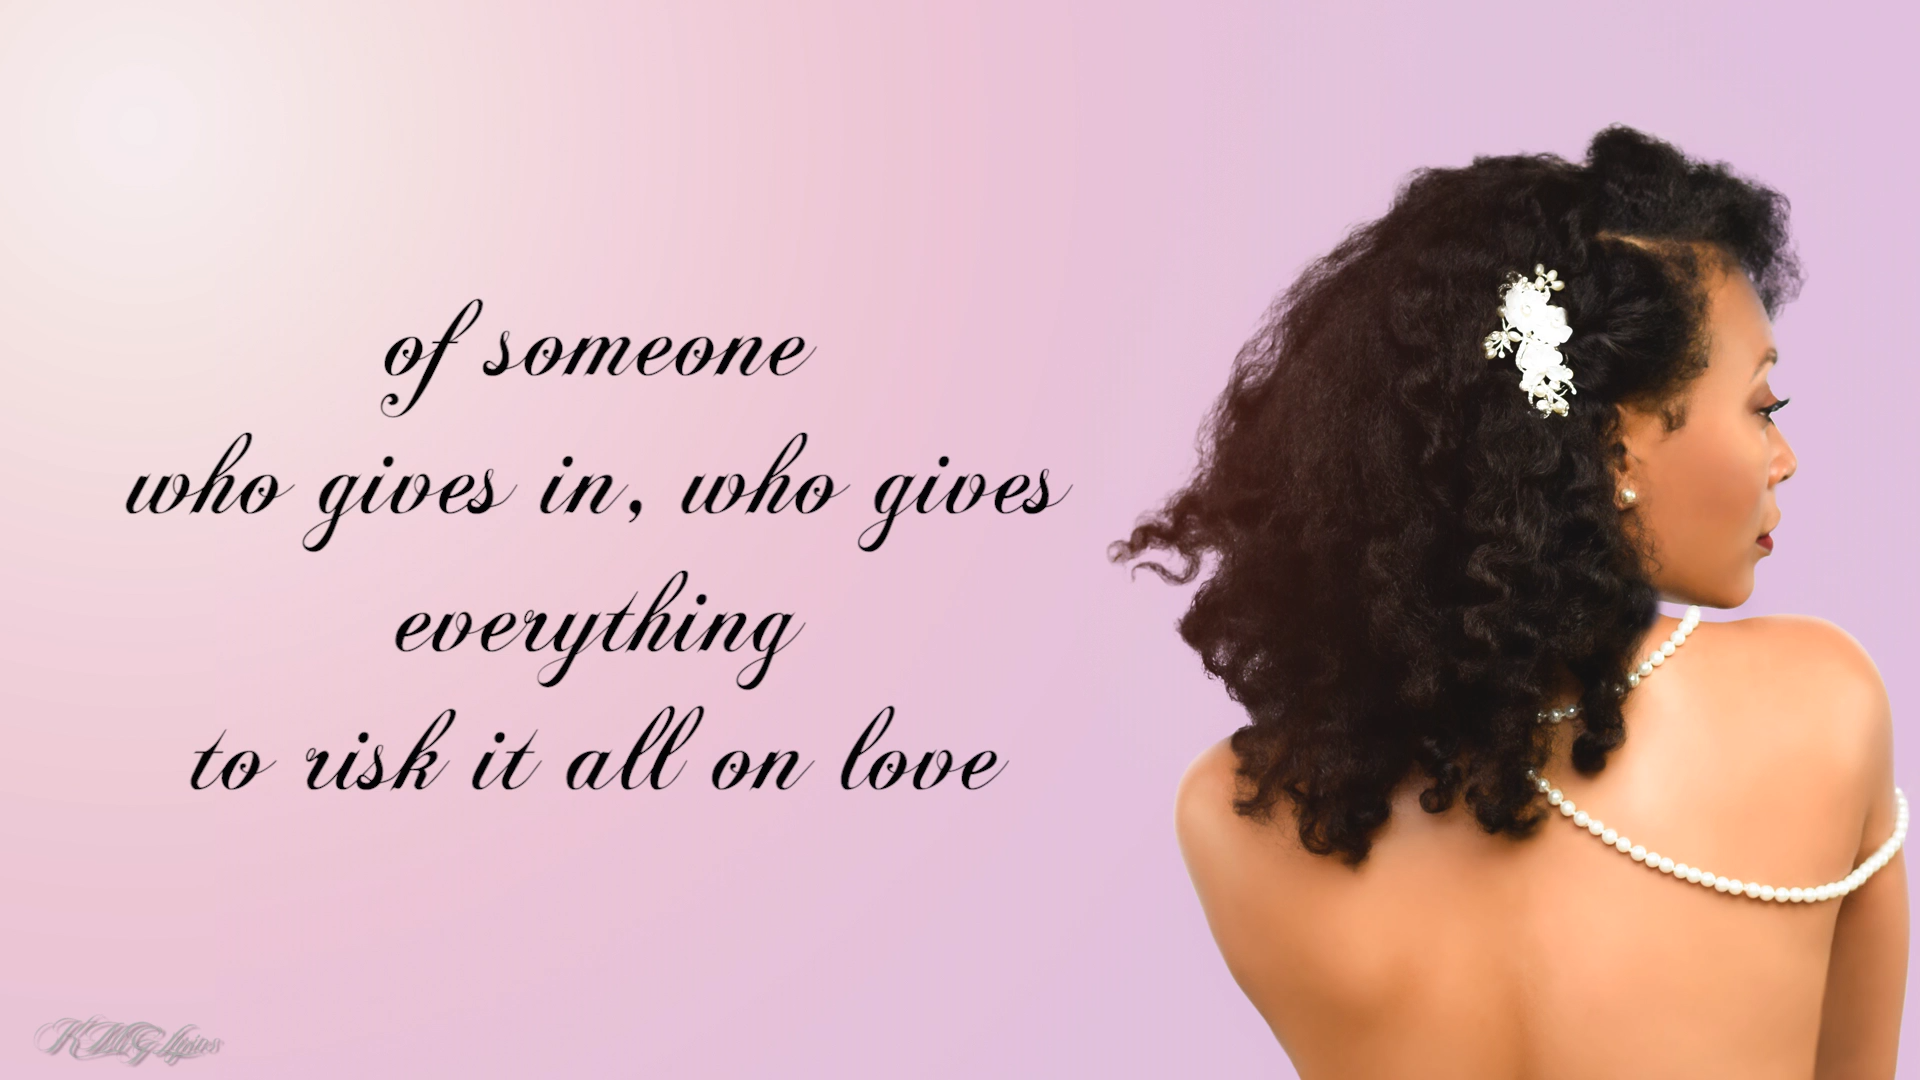 of someone
who gives in, who gives
everything
to risk it all on love